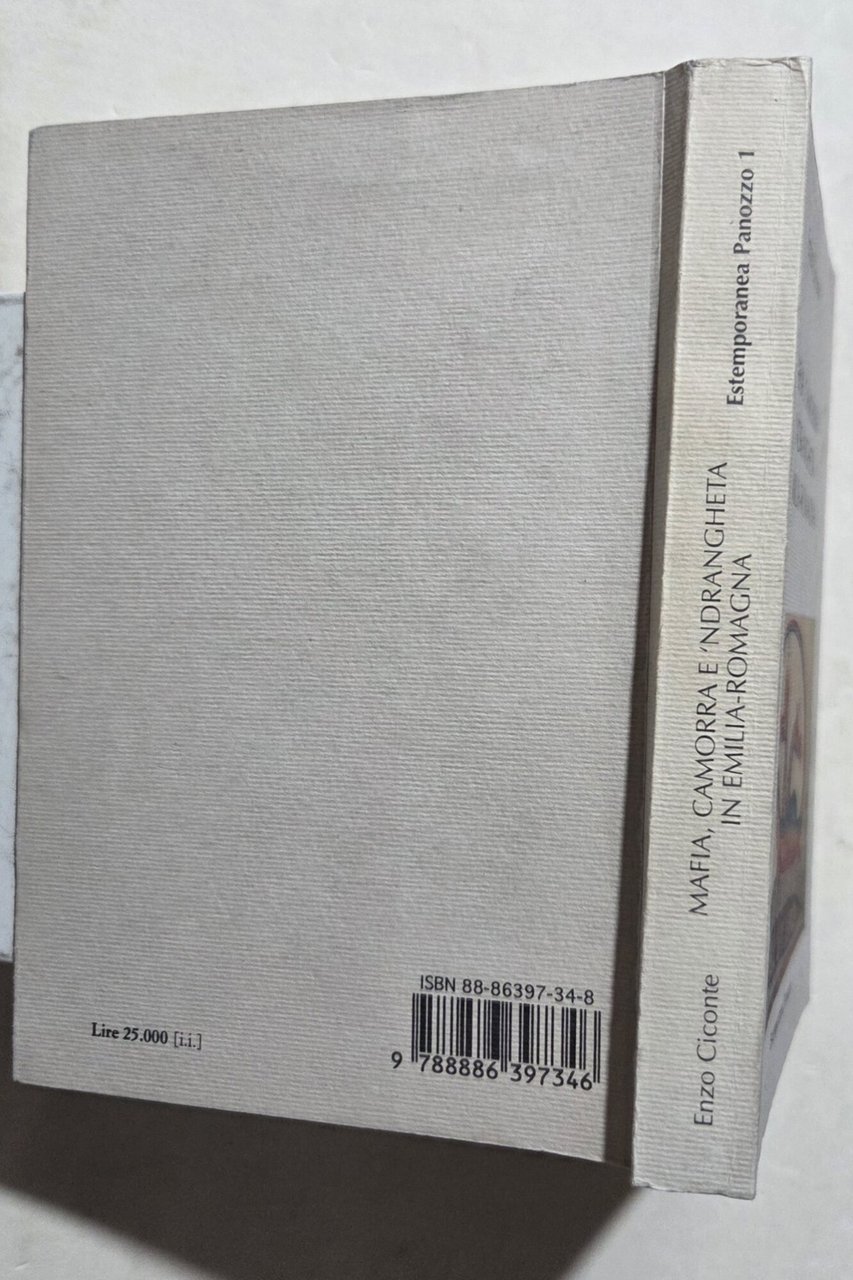 Enzo Ciconte
MAFIA, CAMORRA E 'NDRANGHETA
IN EMILIA-ROMAGNA
Estemporanea Panozzo 1
Lire 25.000 [i.i.]
ISBN 88-86397-34-8
9 788886 397346